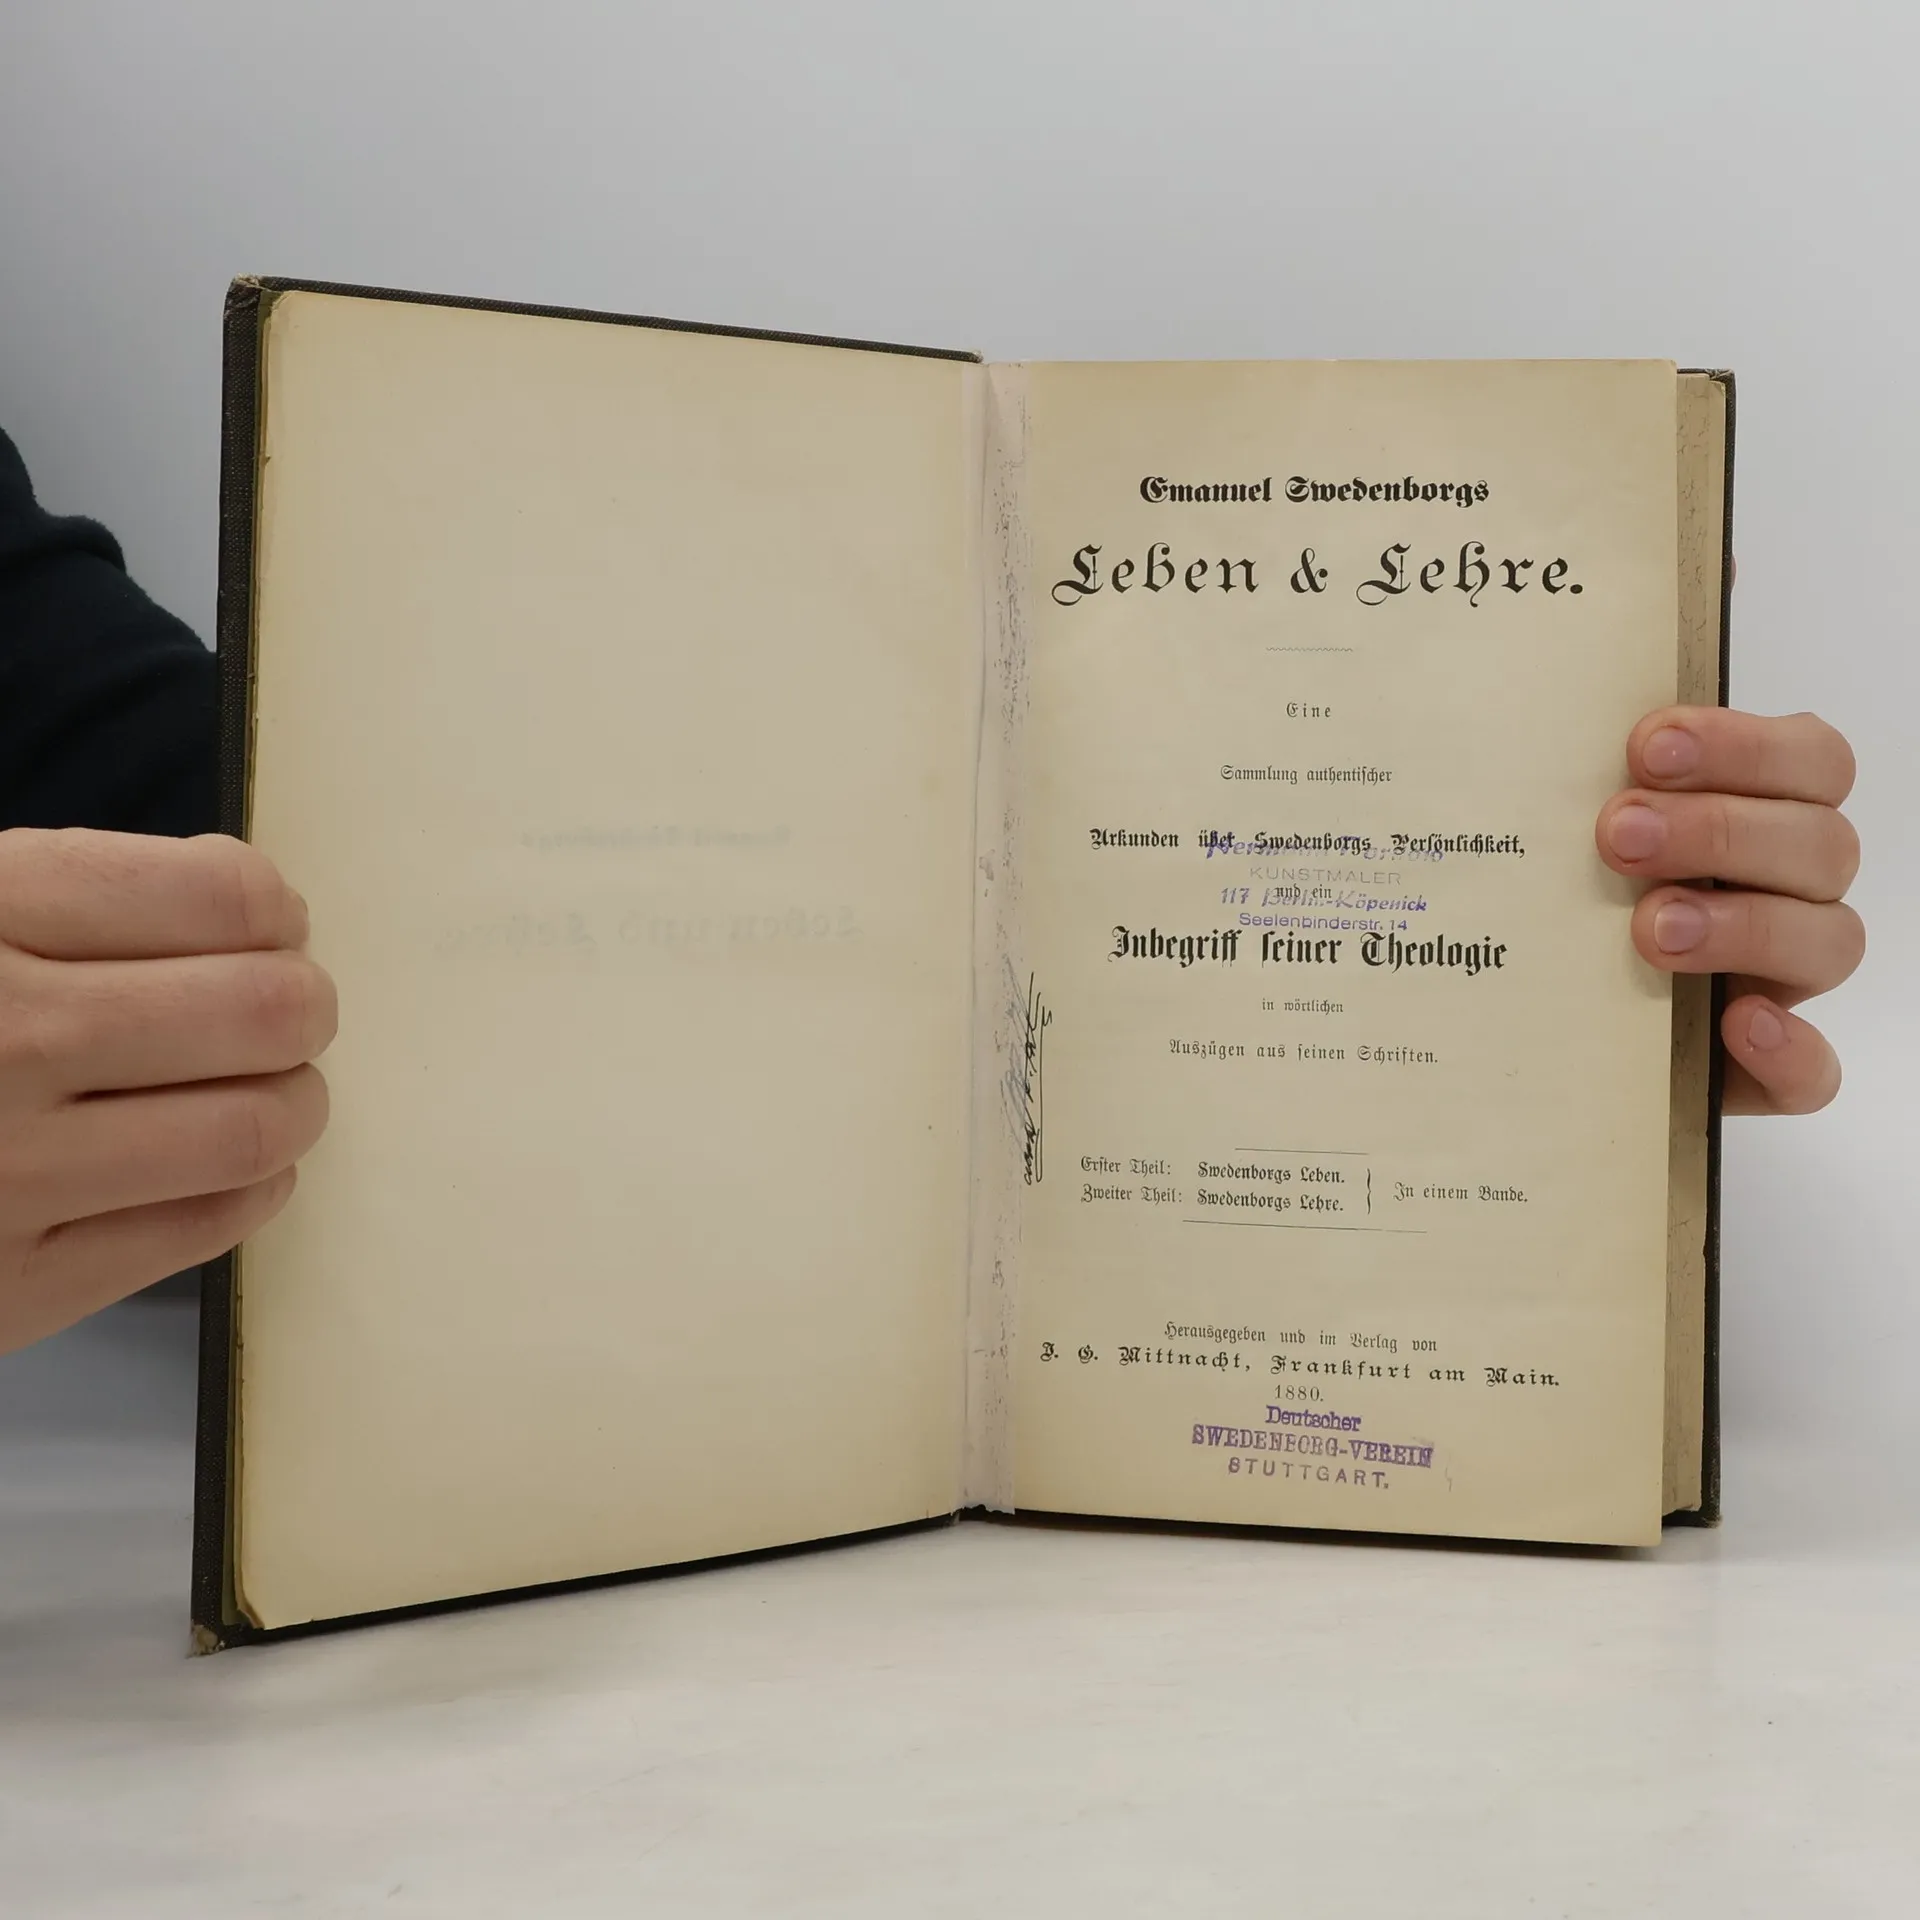 Emanuel Swedenborgs
Leben & Lehre.
Eine
Sammlung authentischer
Urkunden über Swedenborgs Persönlichkeit,
KUNSTMALER
und ein
117 Berlin-Köpenick
Seelenbinderstr. 14
Inbegriff seiner Theologie
in wörtlichen
Auszügen aus seinen Schriften.
Erster Theil: Swedenborgs Leben.
Zweiter Theil: Swedenborgs Lehre.
In einem Bande.
Herausgegeben und im Verlag von
J. G. Mittnacht, Frankfurt am Main.
1880.
Deutscher
SWEDENBORG-VEREIN
STUTTGART.